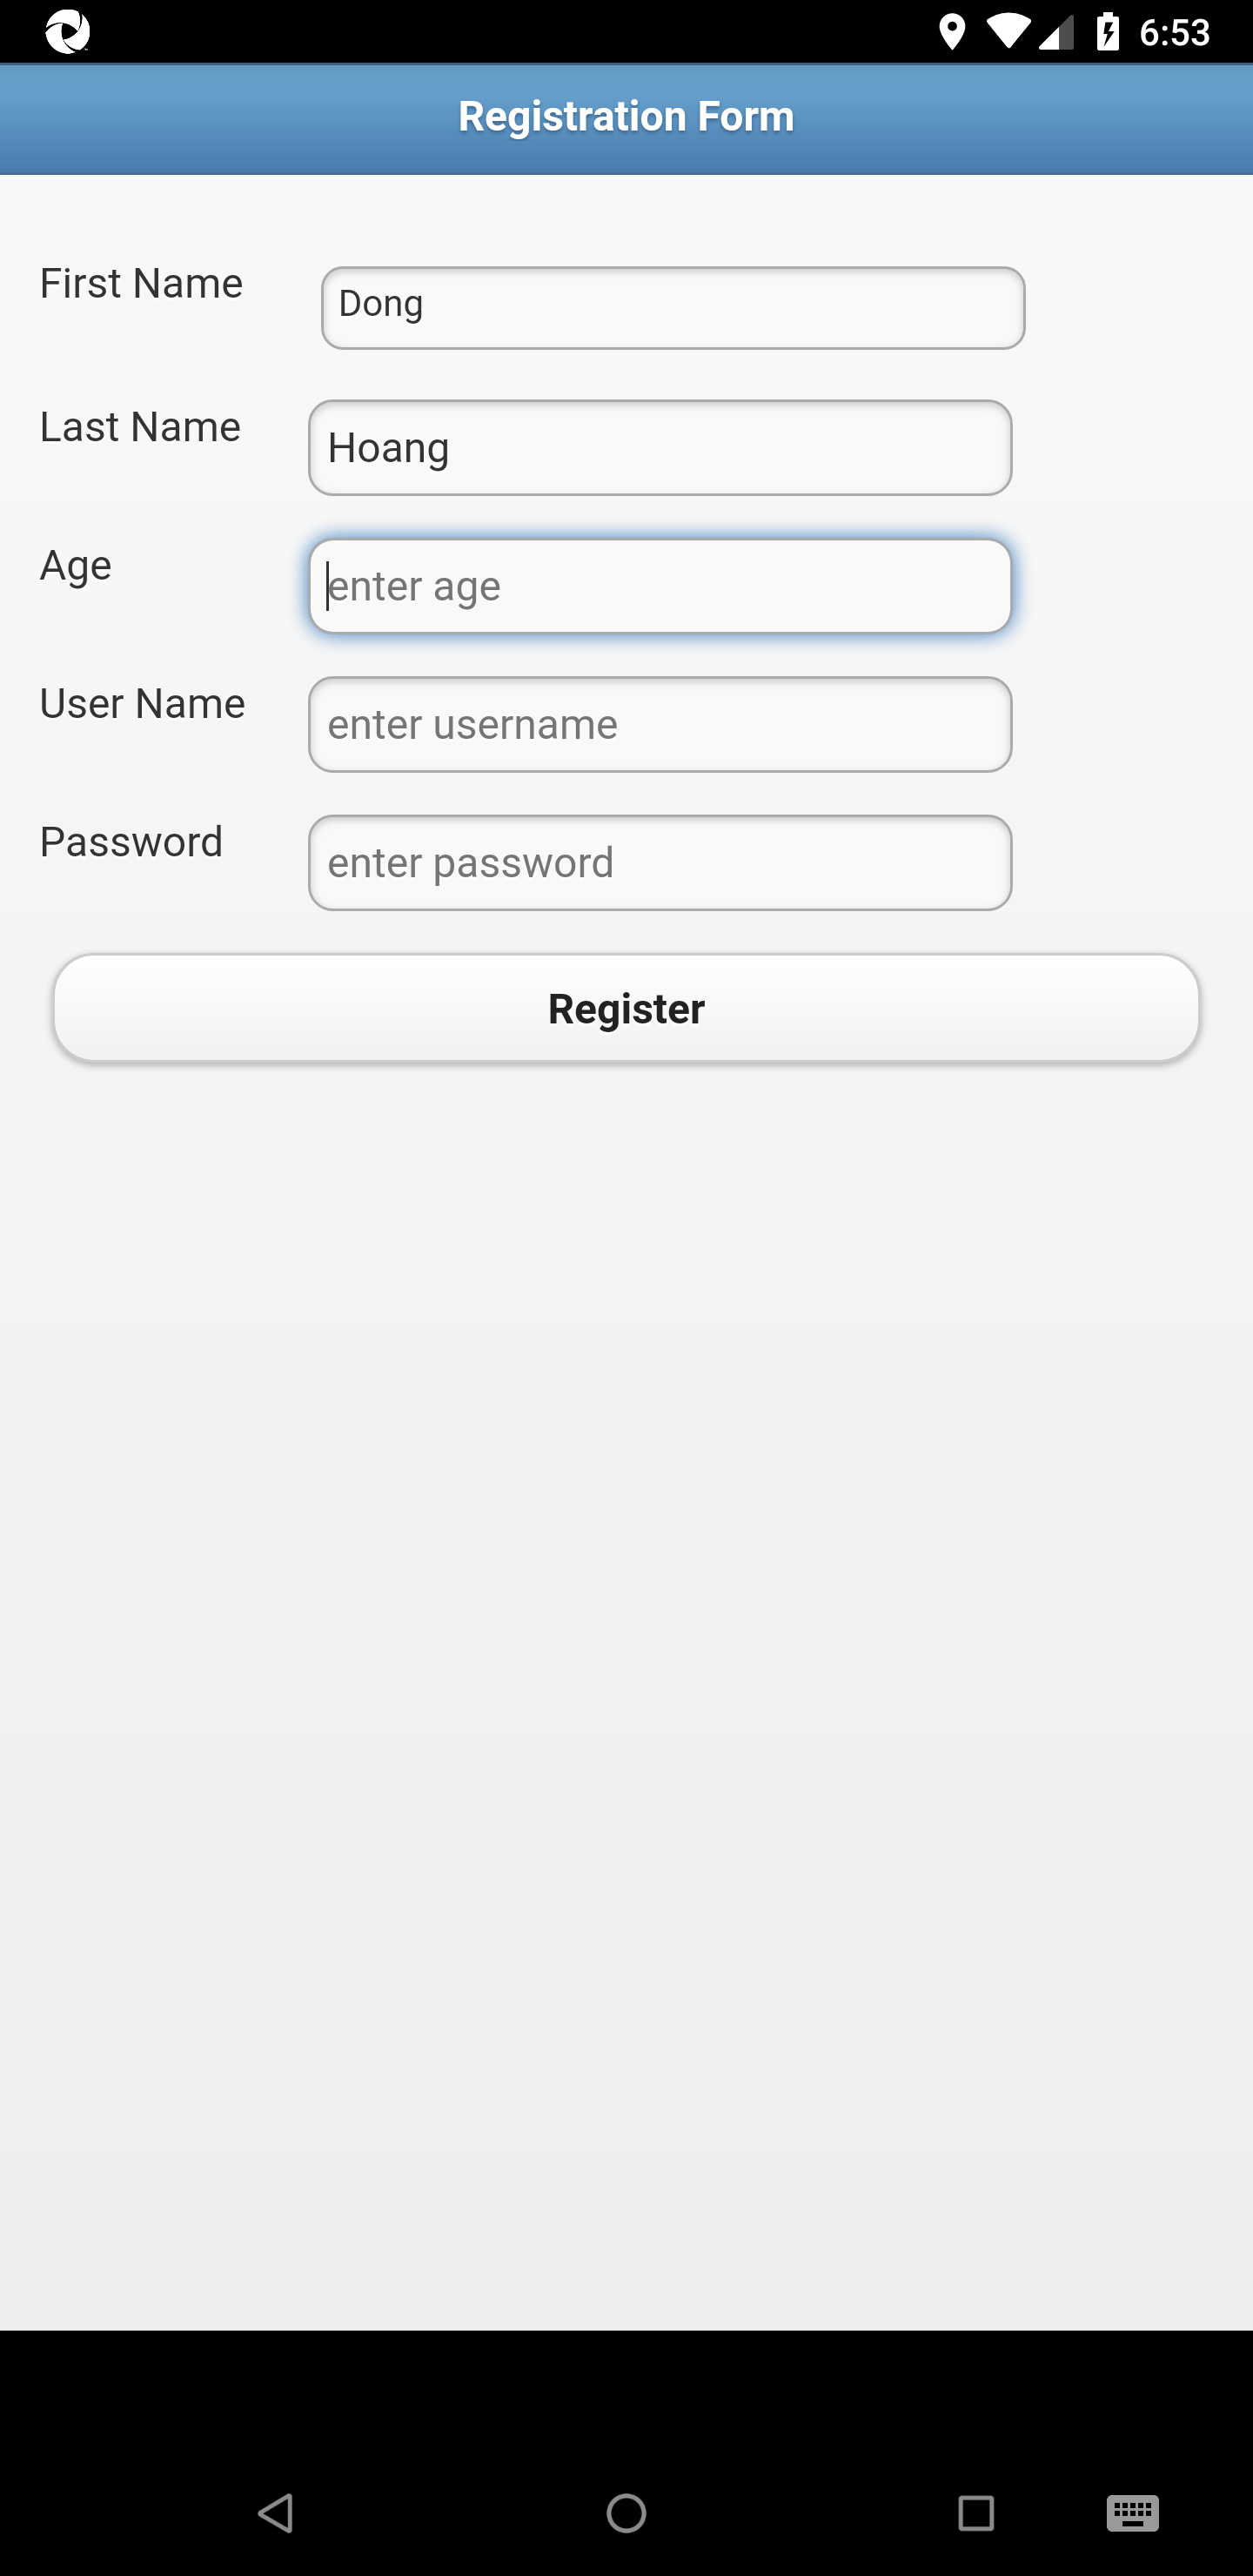 6:53
Registration Form
First Name
Dong
Last Name
Hoang
Age
enter age
User Name
enter username
Password
enter password
Register